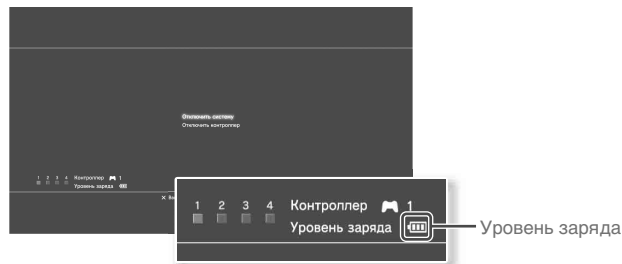 Отключить систему
Отключить контроллер
1 2 3 4 Контроллер 1
Уровень заряда
1 2 3 4 Контроллер 1
Уровень заряда
Уровень заряда